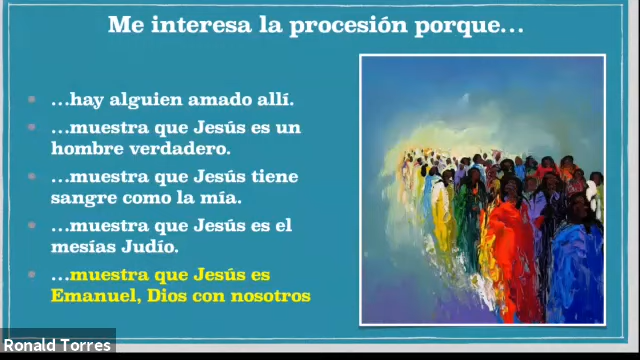 Me interesa la procesión porque...
...hay alguien amado allí.
...muestra que Jesús es un
hombre verdadero.
...muestra que Jesús tiene
sangre como la mía.
...muestra que Jesús es el
mesías Judío.
...muestra que Jesús es
Emanuel, Dios con nosotros
Ronald Torres